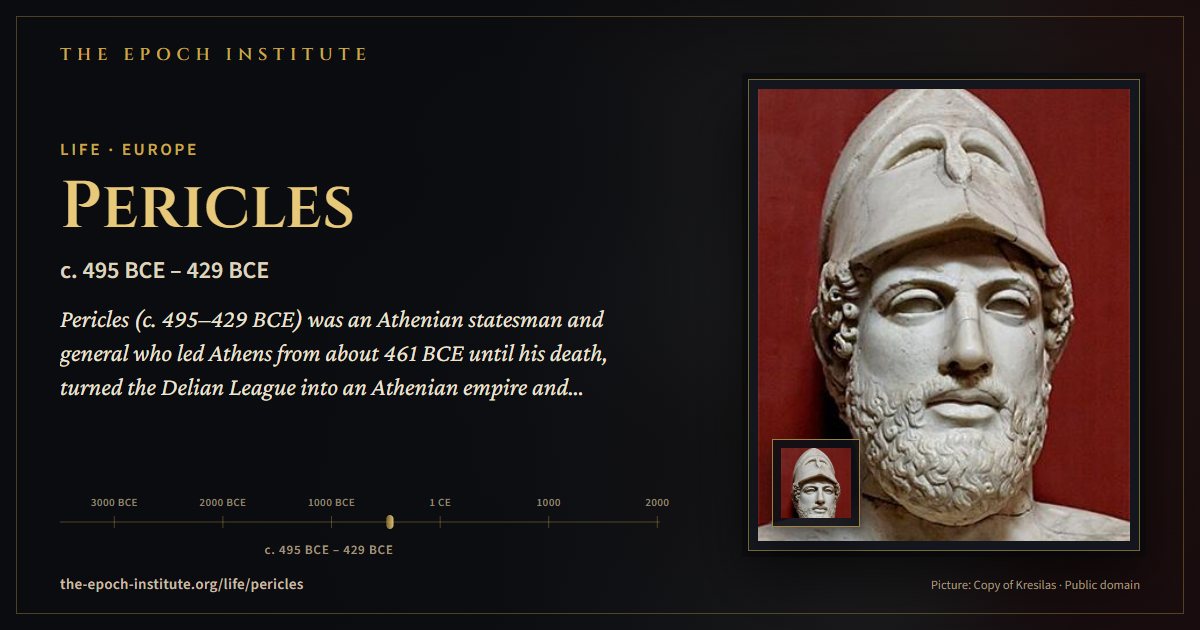 THE EPOCH INSTITUTE
LIFE · EUROPE
PERICLES
c. 495 BCE – 429 BCE
Pericles (c. 495–429 BCE) was an Athenian statesman and
general who led Athens from about 461 BCE until his death,
turned the Delian League into an Athenian empire and...
3000 BCE 2000 BCE 1000 BCE 1 CE 1000 2000
c. 495 BCE – 429 BCE
the-epoch-institute.org/life/pericles
Picture: Copy of Kresilas · Public domain